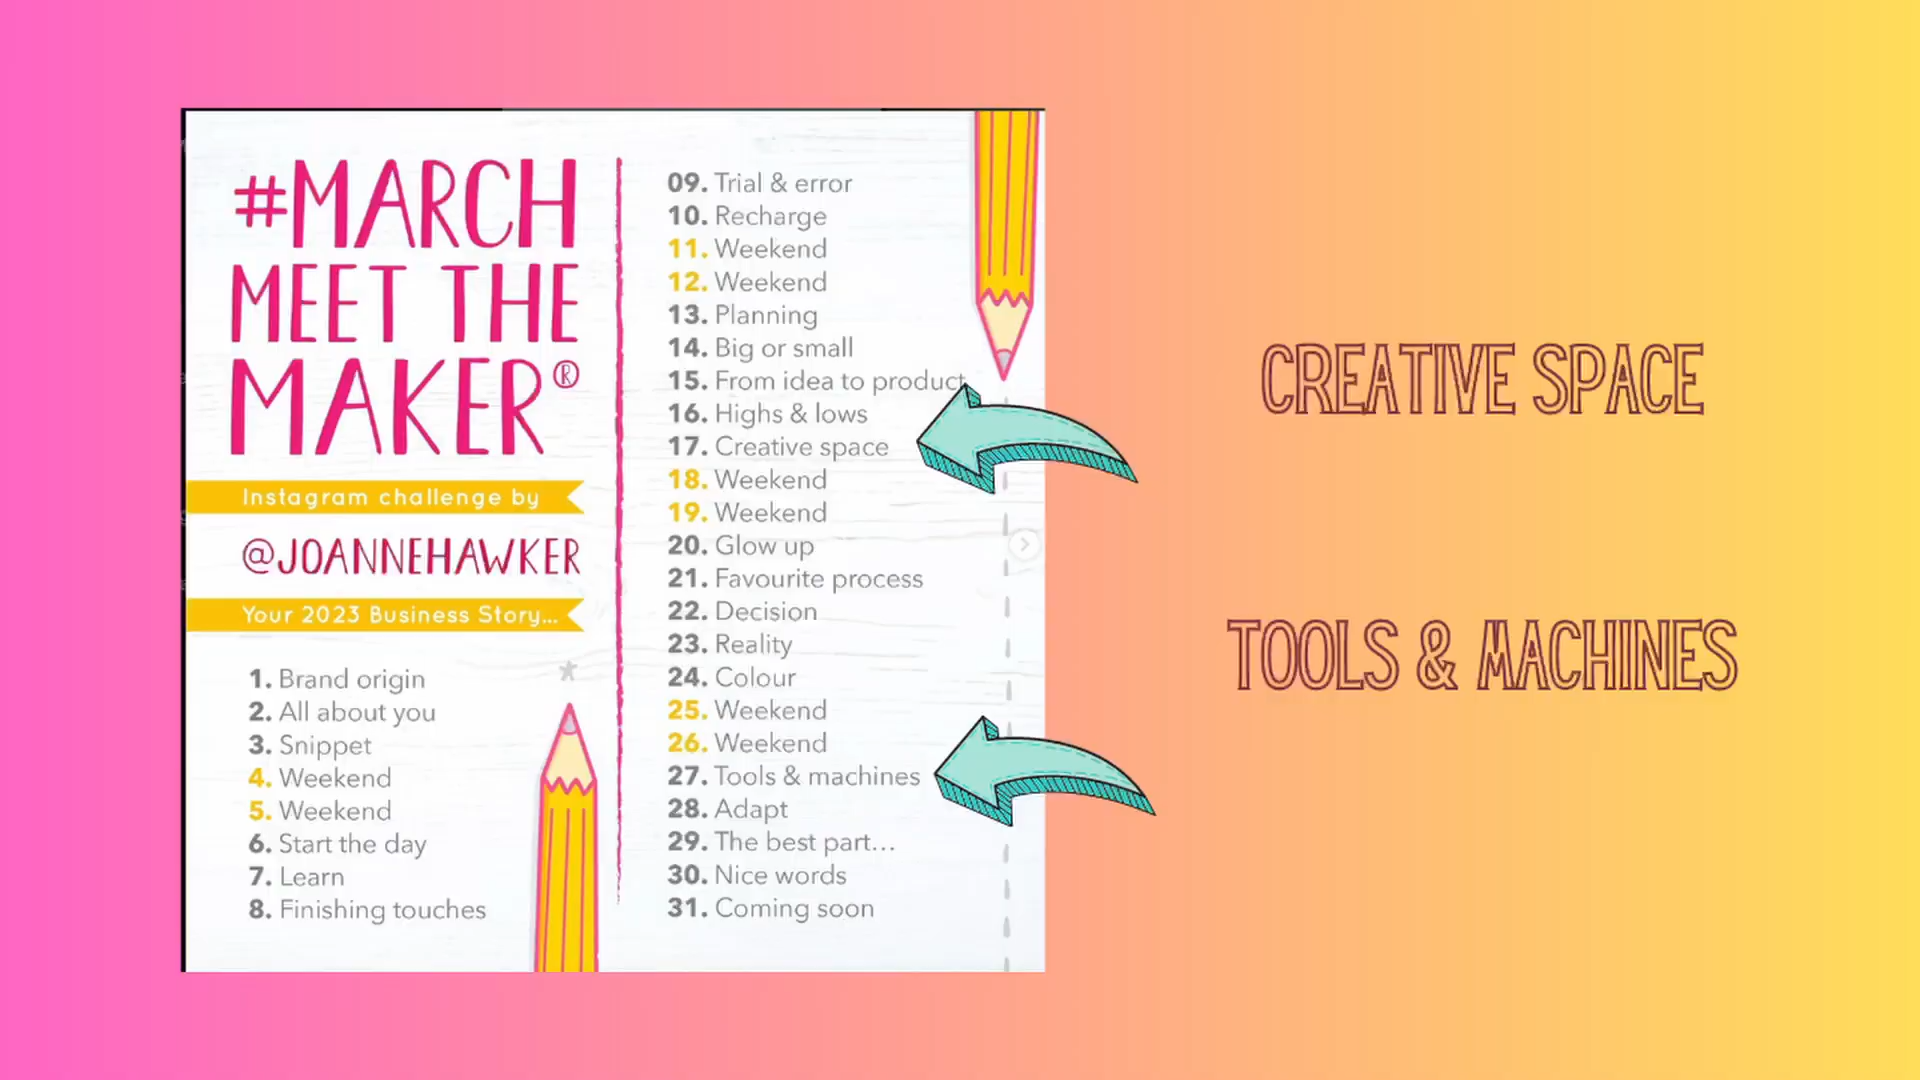 #MARCH
MEET THE
MAKER®
Instagram challenge by
@JOANNEHAWKER
Your 2023 Business Story...
1. Brand origin
2. All about you
3. Snippet
4. Weekend
5. Weekend
6. Start the day
7. Learn
8. Finishing touches
09. Trial & error
10. Recharge
11. Weekend
12. Weekend
13. Planning
14. Big or small
15. From idea to product
16. Highs & lows
17. Creative space
18. Weekend
19. Weekend
20. Glow up
21. Favourite process
22. Decision
23. Reality
24. Colour
25. Weekend
26. Weekend
27. Tools & machines
28. Adapt
29. The best part...
30. Nice words
31. Coming soon
CREATIVE SPACE
TOOLS & MACHINES